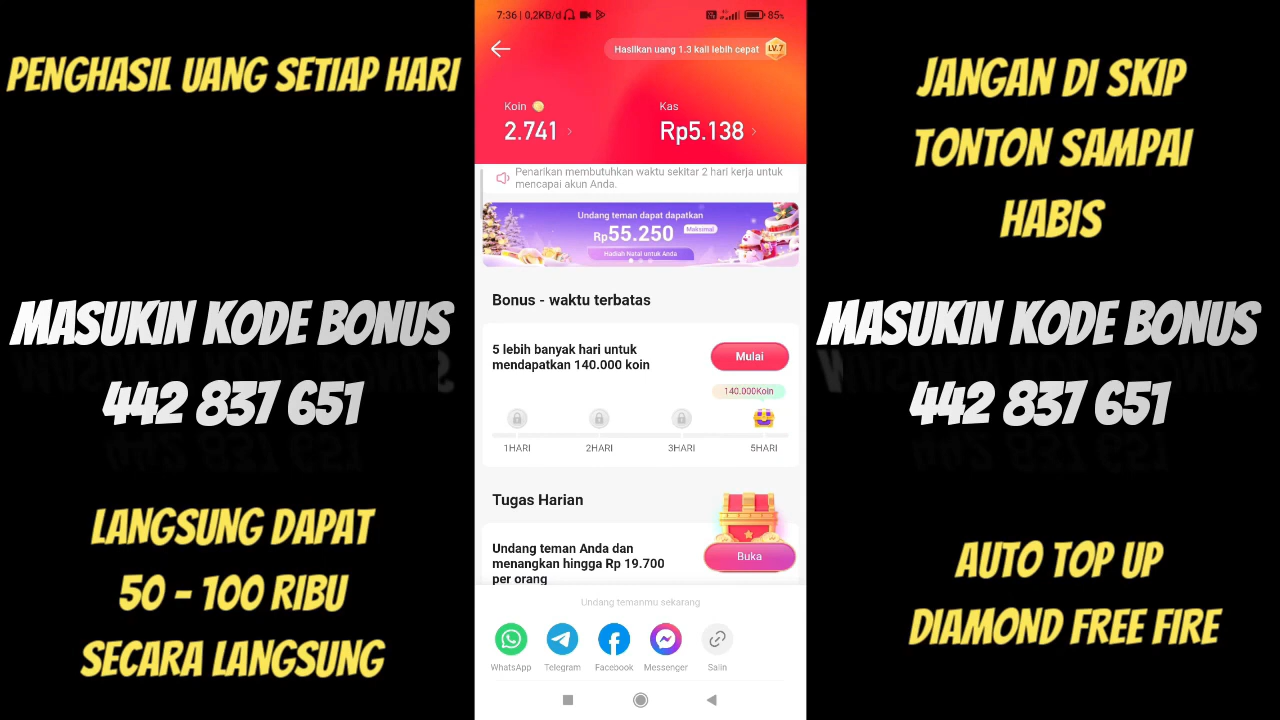 PENGHASIL UANG SETIAP HARI
MASUKIN KODE BONUS
442 837 651
LANGSUNG DAPAT
50 - 100 RIBU
SECARA LANGSUNG
7:36 | 0,2KB/d
85%
Hasilkan uang 1.3 kali lebih cepat
LV.7
Koin
Kas
2.741 >
Rp5.138 >
Penarikan membutuhkan waktu sekitar 2 hari kerja untuk
mencapai akun Anda.
Undang teman dapat dapatkan
Rp55.250 Maksimal
Hadiah Natal untuk Anda
Bonus - waktu terbatas
5 lebih banyak hari untuk
mendapatkan 140.000 koin
Mulai
140.000Koin
1HARI 2HARI 3HARI 5HARI
Tugas Harian
Undang teman Anda dan
menangkan hingga Rp 19.700
per orang
Buka
Undang temanmu sekarang
WhatsApp Telegram Facebook Messenger Salin
JANGAN DI SKIP
TONTON SAMPAI
HABIS
MASUKIN KODE BONUS
442 837 651
AUTO TOP UP
DIAMOND FREE FIRE